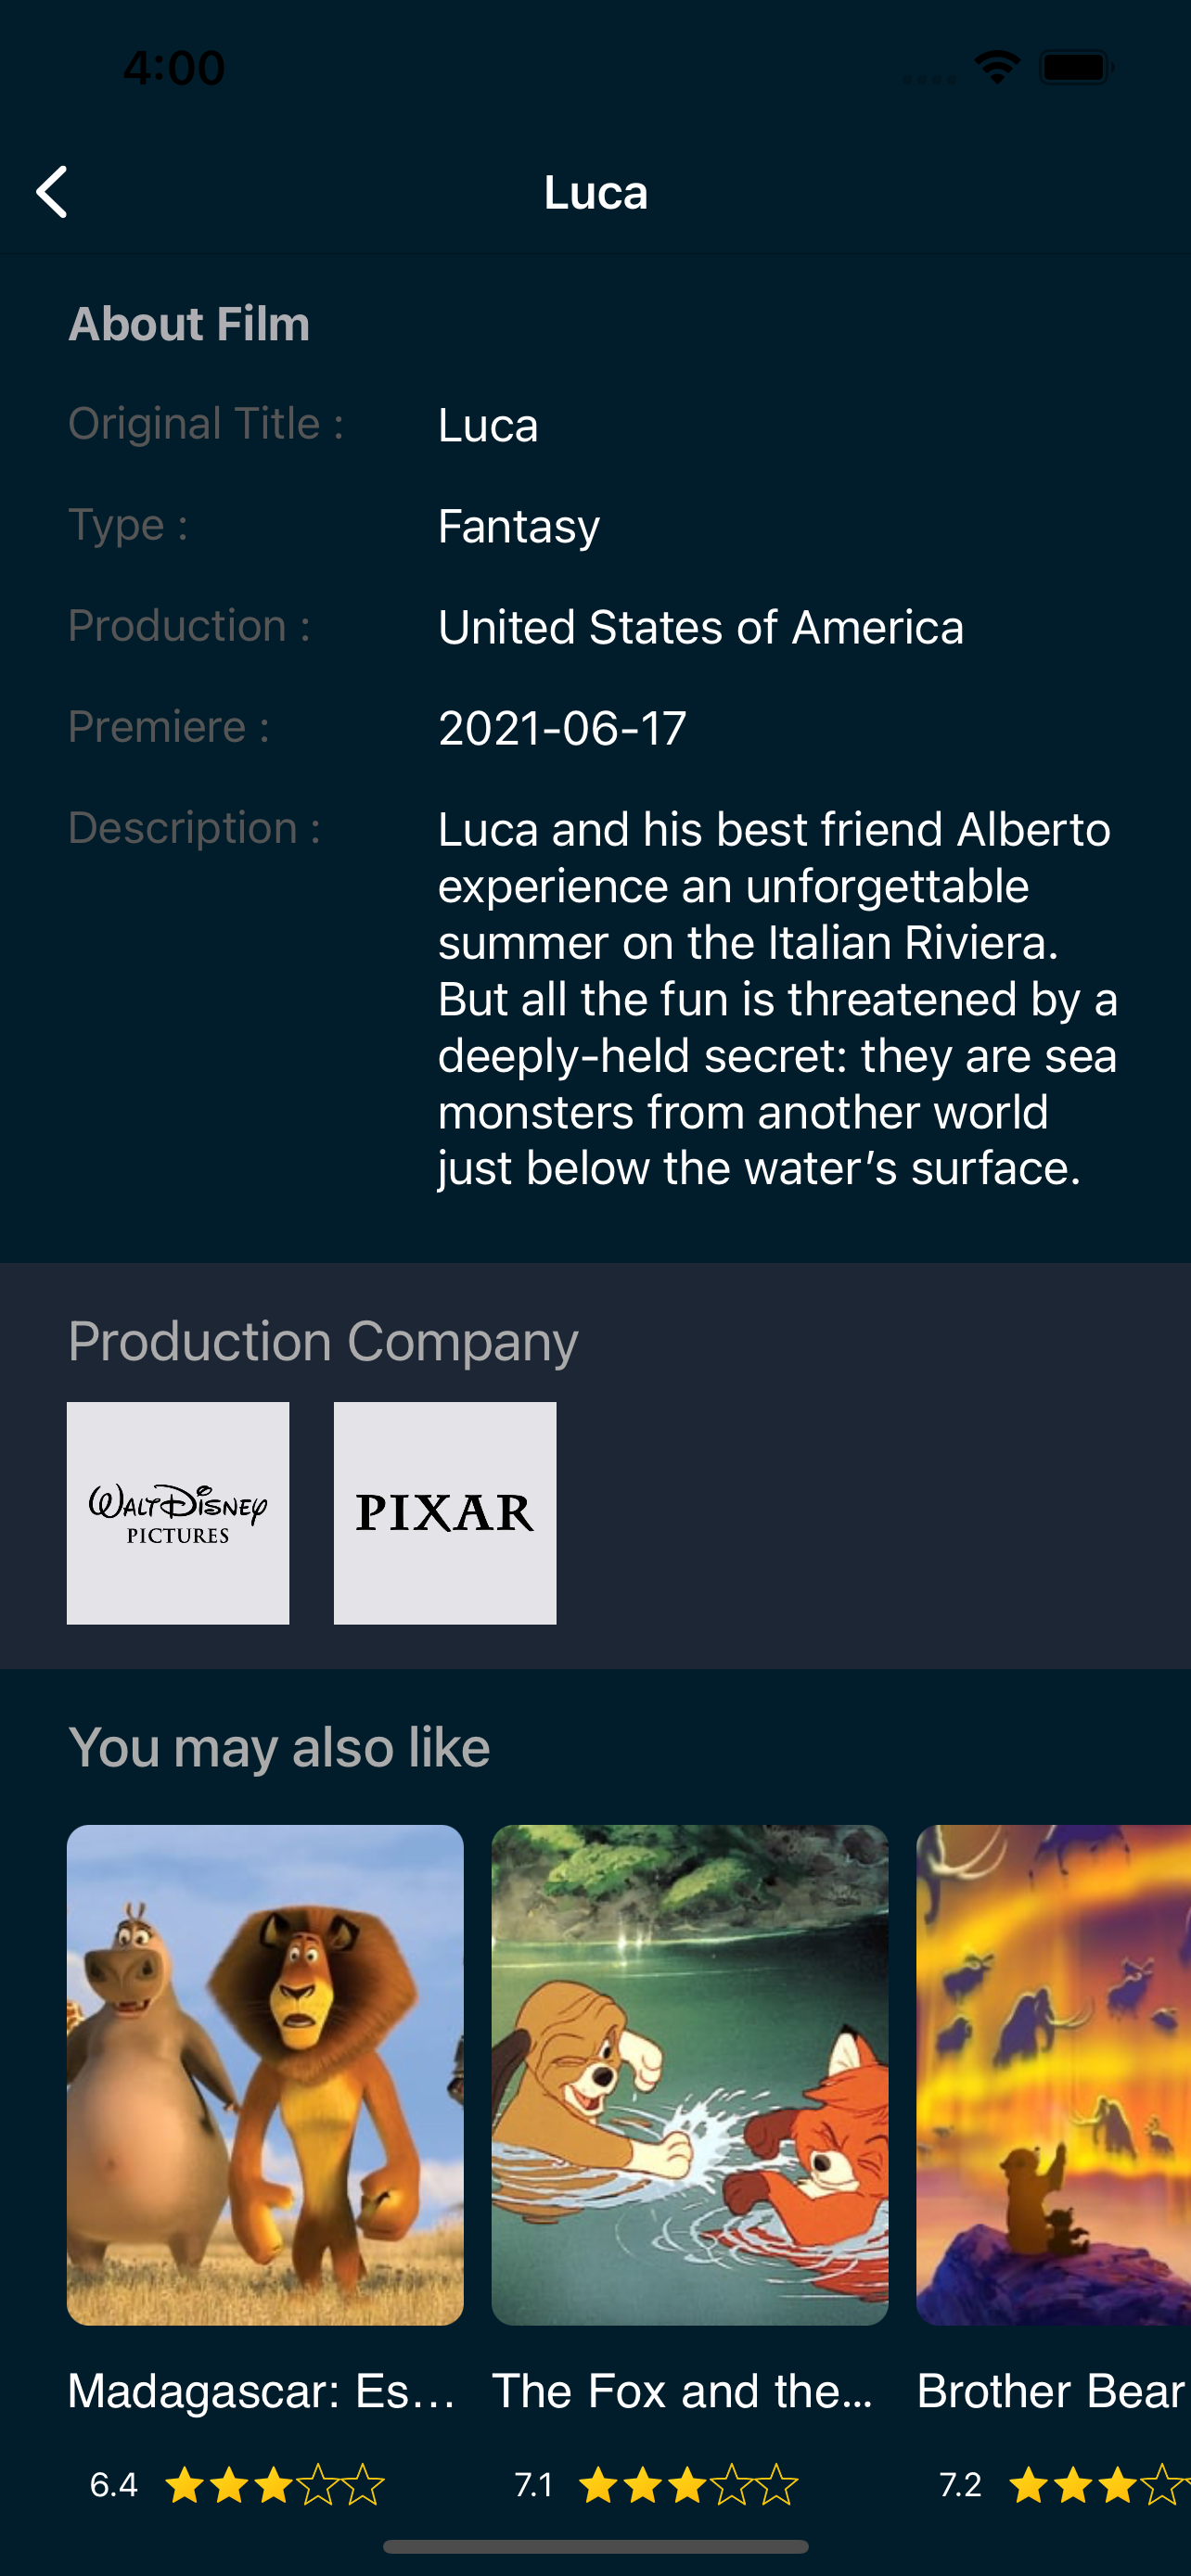 4:00
Luca
About Film
Original Title :
Luca
Type :
Fantasy
Production :
United States of America
Premiere :
2021-06-17
Description :
Luca and his best friend Alberto
experience an unforgettable
summer on the Italian Riviera.
But all the fun is threatened by a
deeply-held secret: they are sea
monsters from another world
just below the water’s surface.
Production Company
WALT DISNEY
PICTURES
PIXAR
You may also like
Madagascar: Es...
The Fox and the...
Brother Bear
6.4
7.1
7.2